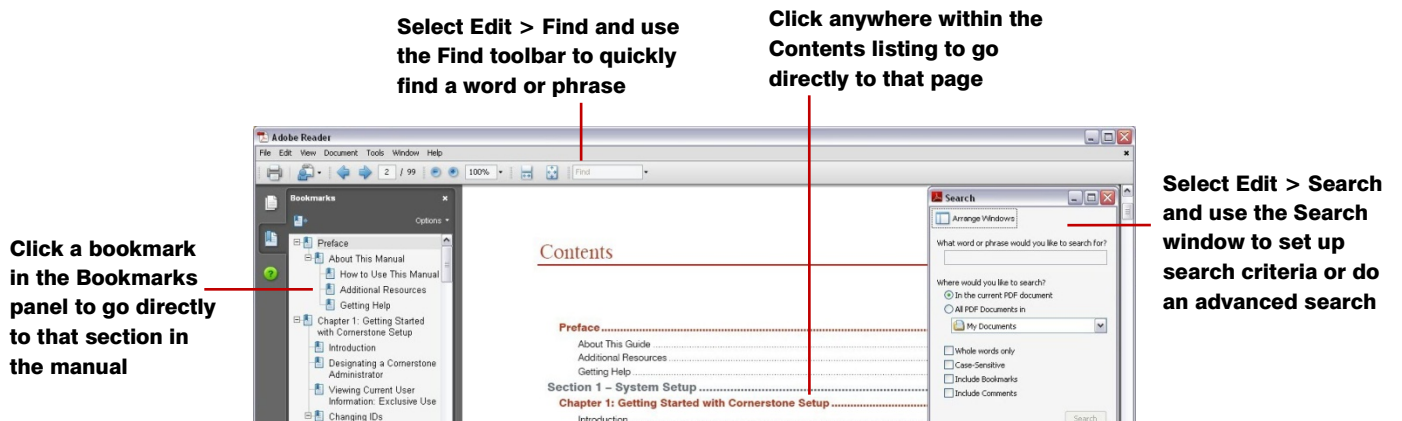 Select Edit > Find and use
the Find toolbar to quickly
find a word or phrase
Click anywhere within the
Contents listing to go
directly to that page
Click a bookmark
in the Bookmarks
panel to go directly
to that section in
the manual
Select Edit > Search
and use the Search
window to set up
search criteria or do
an advanced search
Adobe Reader
File Edit View Document Tools Window Help
2 / 99 100% Find
Bookmarks
Options
Preface
About This Manual
How to Use This Manual
Additional Resources
Getting Help
Chapter 1: Getting Started
with Cornerstone Setup
Introduction
Designating a Cornerstone
Administrator
Viewing Current User
Information: Exclusive Use
Changing IDs
Contents
Preface
About This Guide
Additional Resources
Getting Help
Section 1 – System Setup
Chapter 1: Getting Started with Cornerstone Setup
Introduction
Search
Arrange Windows
What word or phrase would you like to search for?
Where would you like to search?
In the current PDF document
All PDF Documents in
My Documents
Whole words only
Case-Sensitive
Include Bookmarks
Include Comments
Search